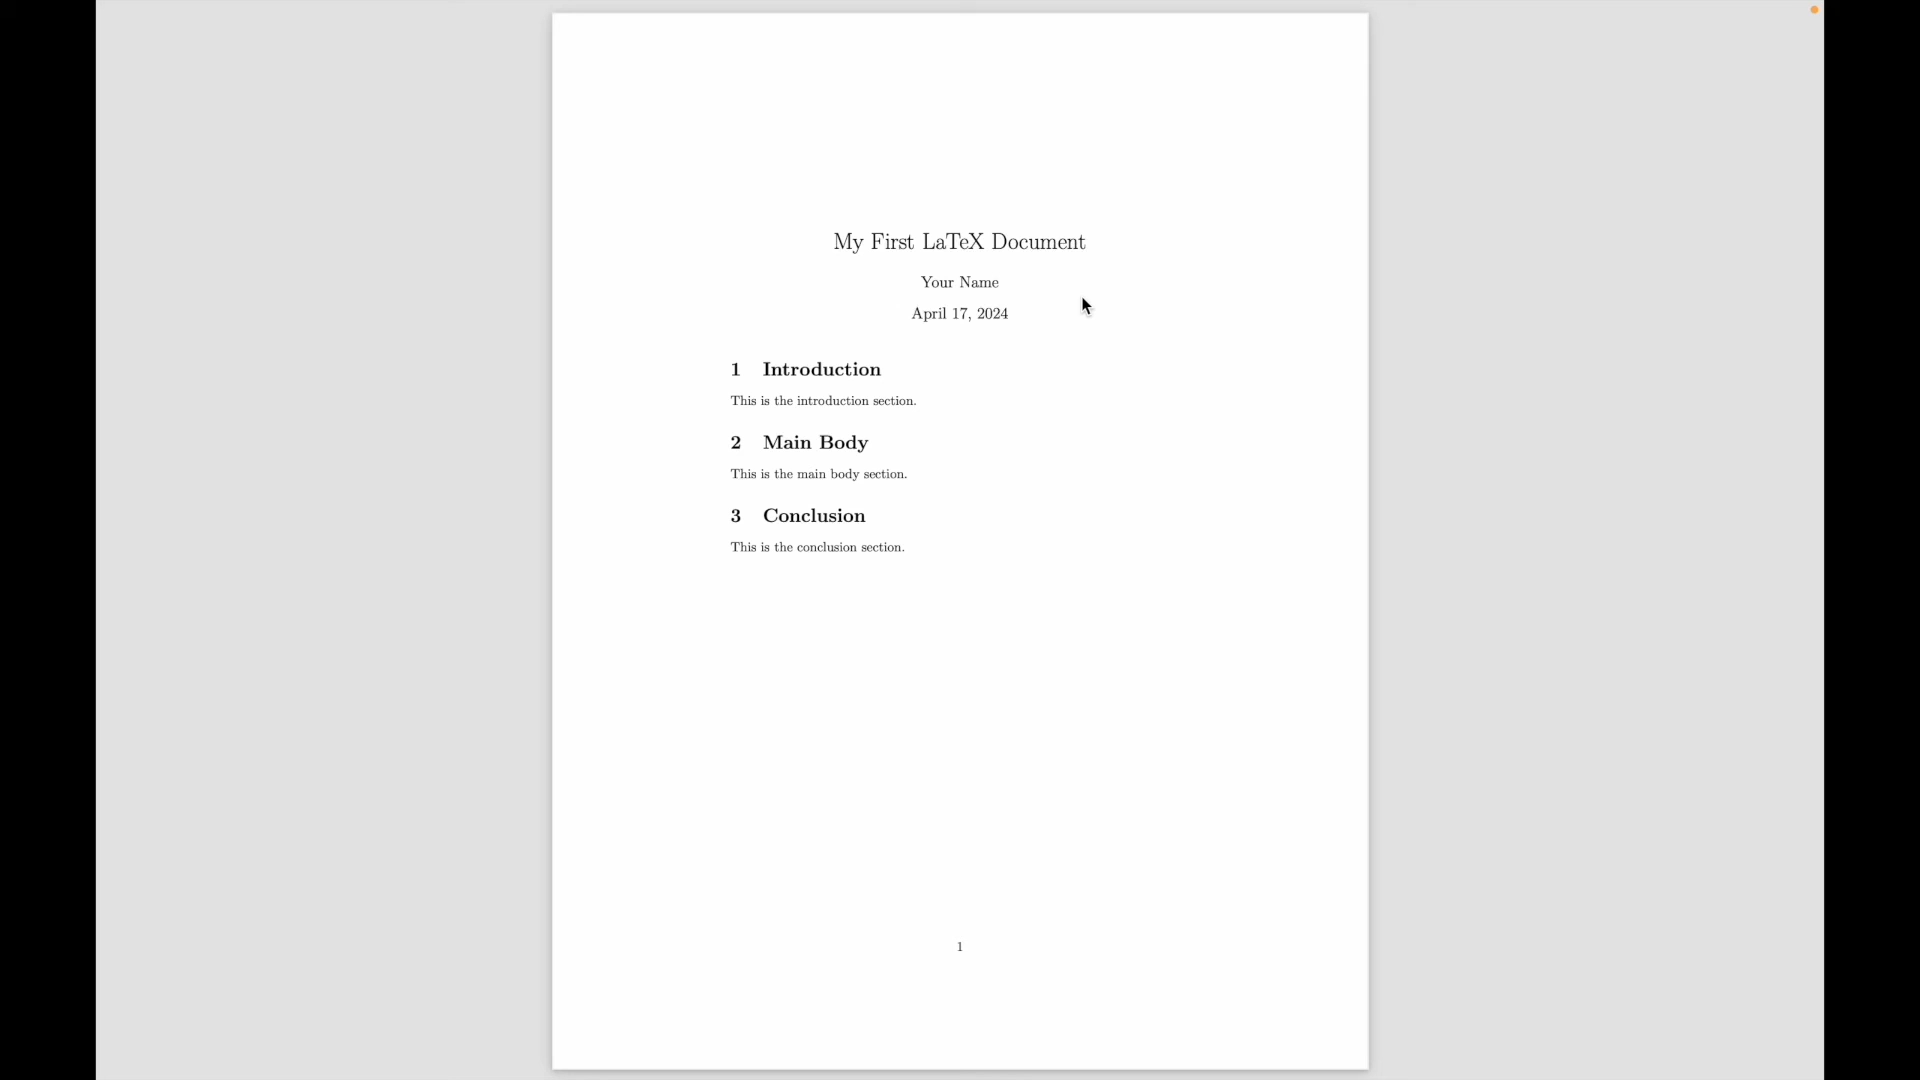 My First LaTeX Document
Your Name
April 17, 2024
1 Introduction
This is the introduction section.
2 Main Body
This is the main body section.
3 Conclusion
This is the conclusion section.
1